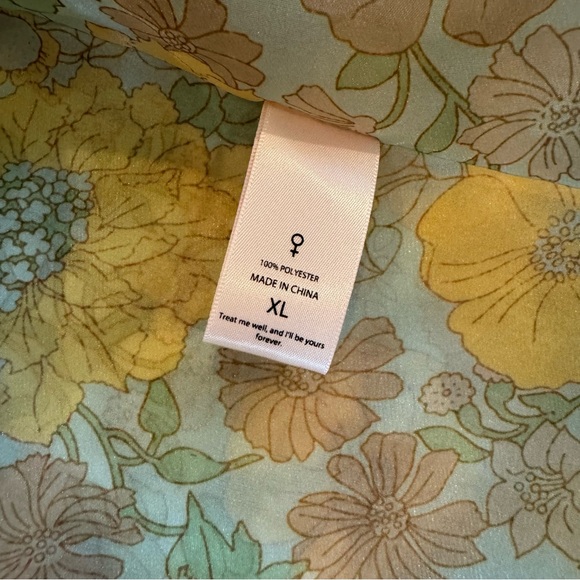 100% POLYESTER
MADE IN CHINA
XL
Treat me well, and I'll be yours
forever.